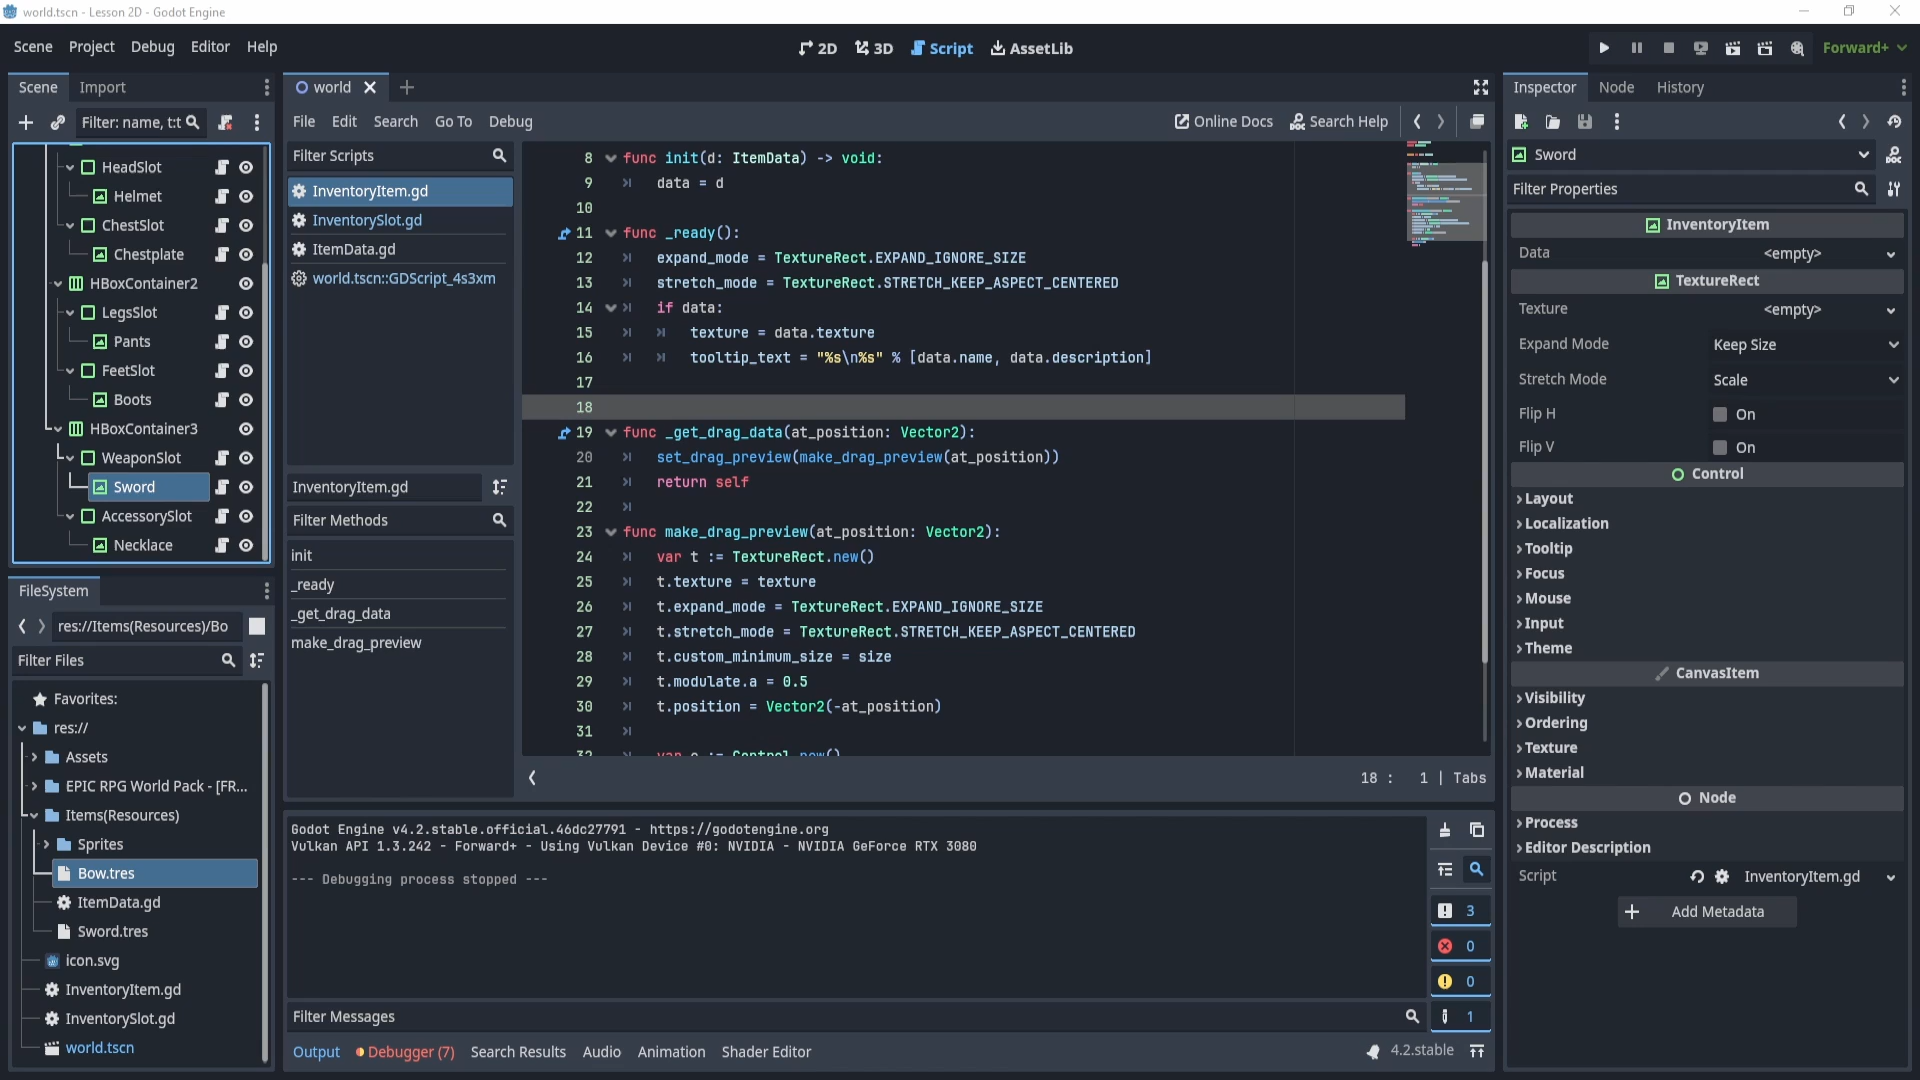 world.tscn - Lesson 2D - Godot Engine
Scene Project Debug Editor Help
2D 3D Script AssetLib
Forward+
Scene Import
Filter: name, t:t
HeadSlot
Helmet
ChestSlot
Chestplate
HBoxContainer2
LegsSlot
Pants
FeetSlot
Boots
HBoxContainer3
WeaponSlot
Sword
AccessorySlot
Necklace
FileSystem
res://Items(Resources)/Bo
Filter Files
Favorites:
res://
Assets
EPIC RPG World Pack - [FR...
Items(Resources)
Sprites
Bow.tres
ItemData.gd
Sword.tres
icon.svg
InventoryItem.gd
InventorySlot.gd
world.tscn
world
File Edit Search Go To Debug
Online Docs Search Help
Filter Scripts
InventoryItem.gd
InventorySlot.gd
ItemData.gd
world.tscn::GDScript_4s3xm
InventoryItem.gd
Filter Methods
init
_ready
_get_drag_data
make_drag_preview
8 func init(d: ItemData) -> void:
9 data = d
10
11 func _ready():
12 expand_mode = TextureRect.EXPAND_IGNORE_SIZE
13 stretch_mode = TextureRect.STRETCH_KEEP_ASPECT_CENTERED
14 if data:
15 texture = data.texture
16 tooltip_text = "%s\n%s" % [data.name, data.description]
17
18
19 func _get_drag_data(at_position: Vector2):
20 set_drag_preview(make_drag_preview(at_position))
21 return self
22
23 func make_drag_preview(at_position: Vector2):
24 var t := TextureRect.new()
25 t.texture = texture
26 t.expand_mode = TextureRect.EXPAND_IGNORE_SIZE
27 t.stretch_mode = TextureRect.STRETCH_KEEP_ASPECT_CENTERED
28 t.custom_minimum_size = size
29 t.modulate.a = 0.5
30 t.position = Vector2(-at_position)
31
32 var c := Control.new()
18 : 1 | Tabs
Godot Engine v4.2.stable.official.46dc27791 - https://godotengine.org
Vulkan API 1.3.242 - Forward+ - Using Vulkan Device #0: NVIDIA - NVIDIA GeForce RTX 3080
--- Debugging process stopped ---
3
0
0
1
Filter Messages
Output Debugger (7) Search Results Audio Animation Shader Editor
4.2.stable
Inspector Node History
Sword
Filter Properties
InventoryItem
Data <empty>
TextureRect
Texture <empty>
Expand Mode Keep Size
Stretch Mode Scale
Flip H On
Flip V On
Control
Layout
Localization
Tooltip
Focus
Mouse
Input
Theme
CanvasItem
Visibility
Ordering
Texture
Material
Node
Process
Editor Description
Script InventoryItem.gd
Add Metadata